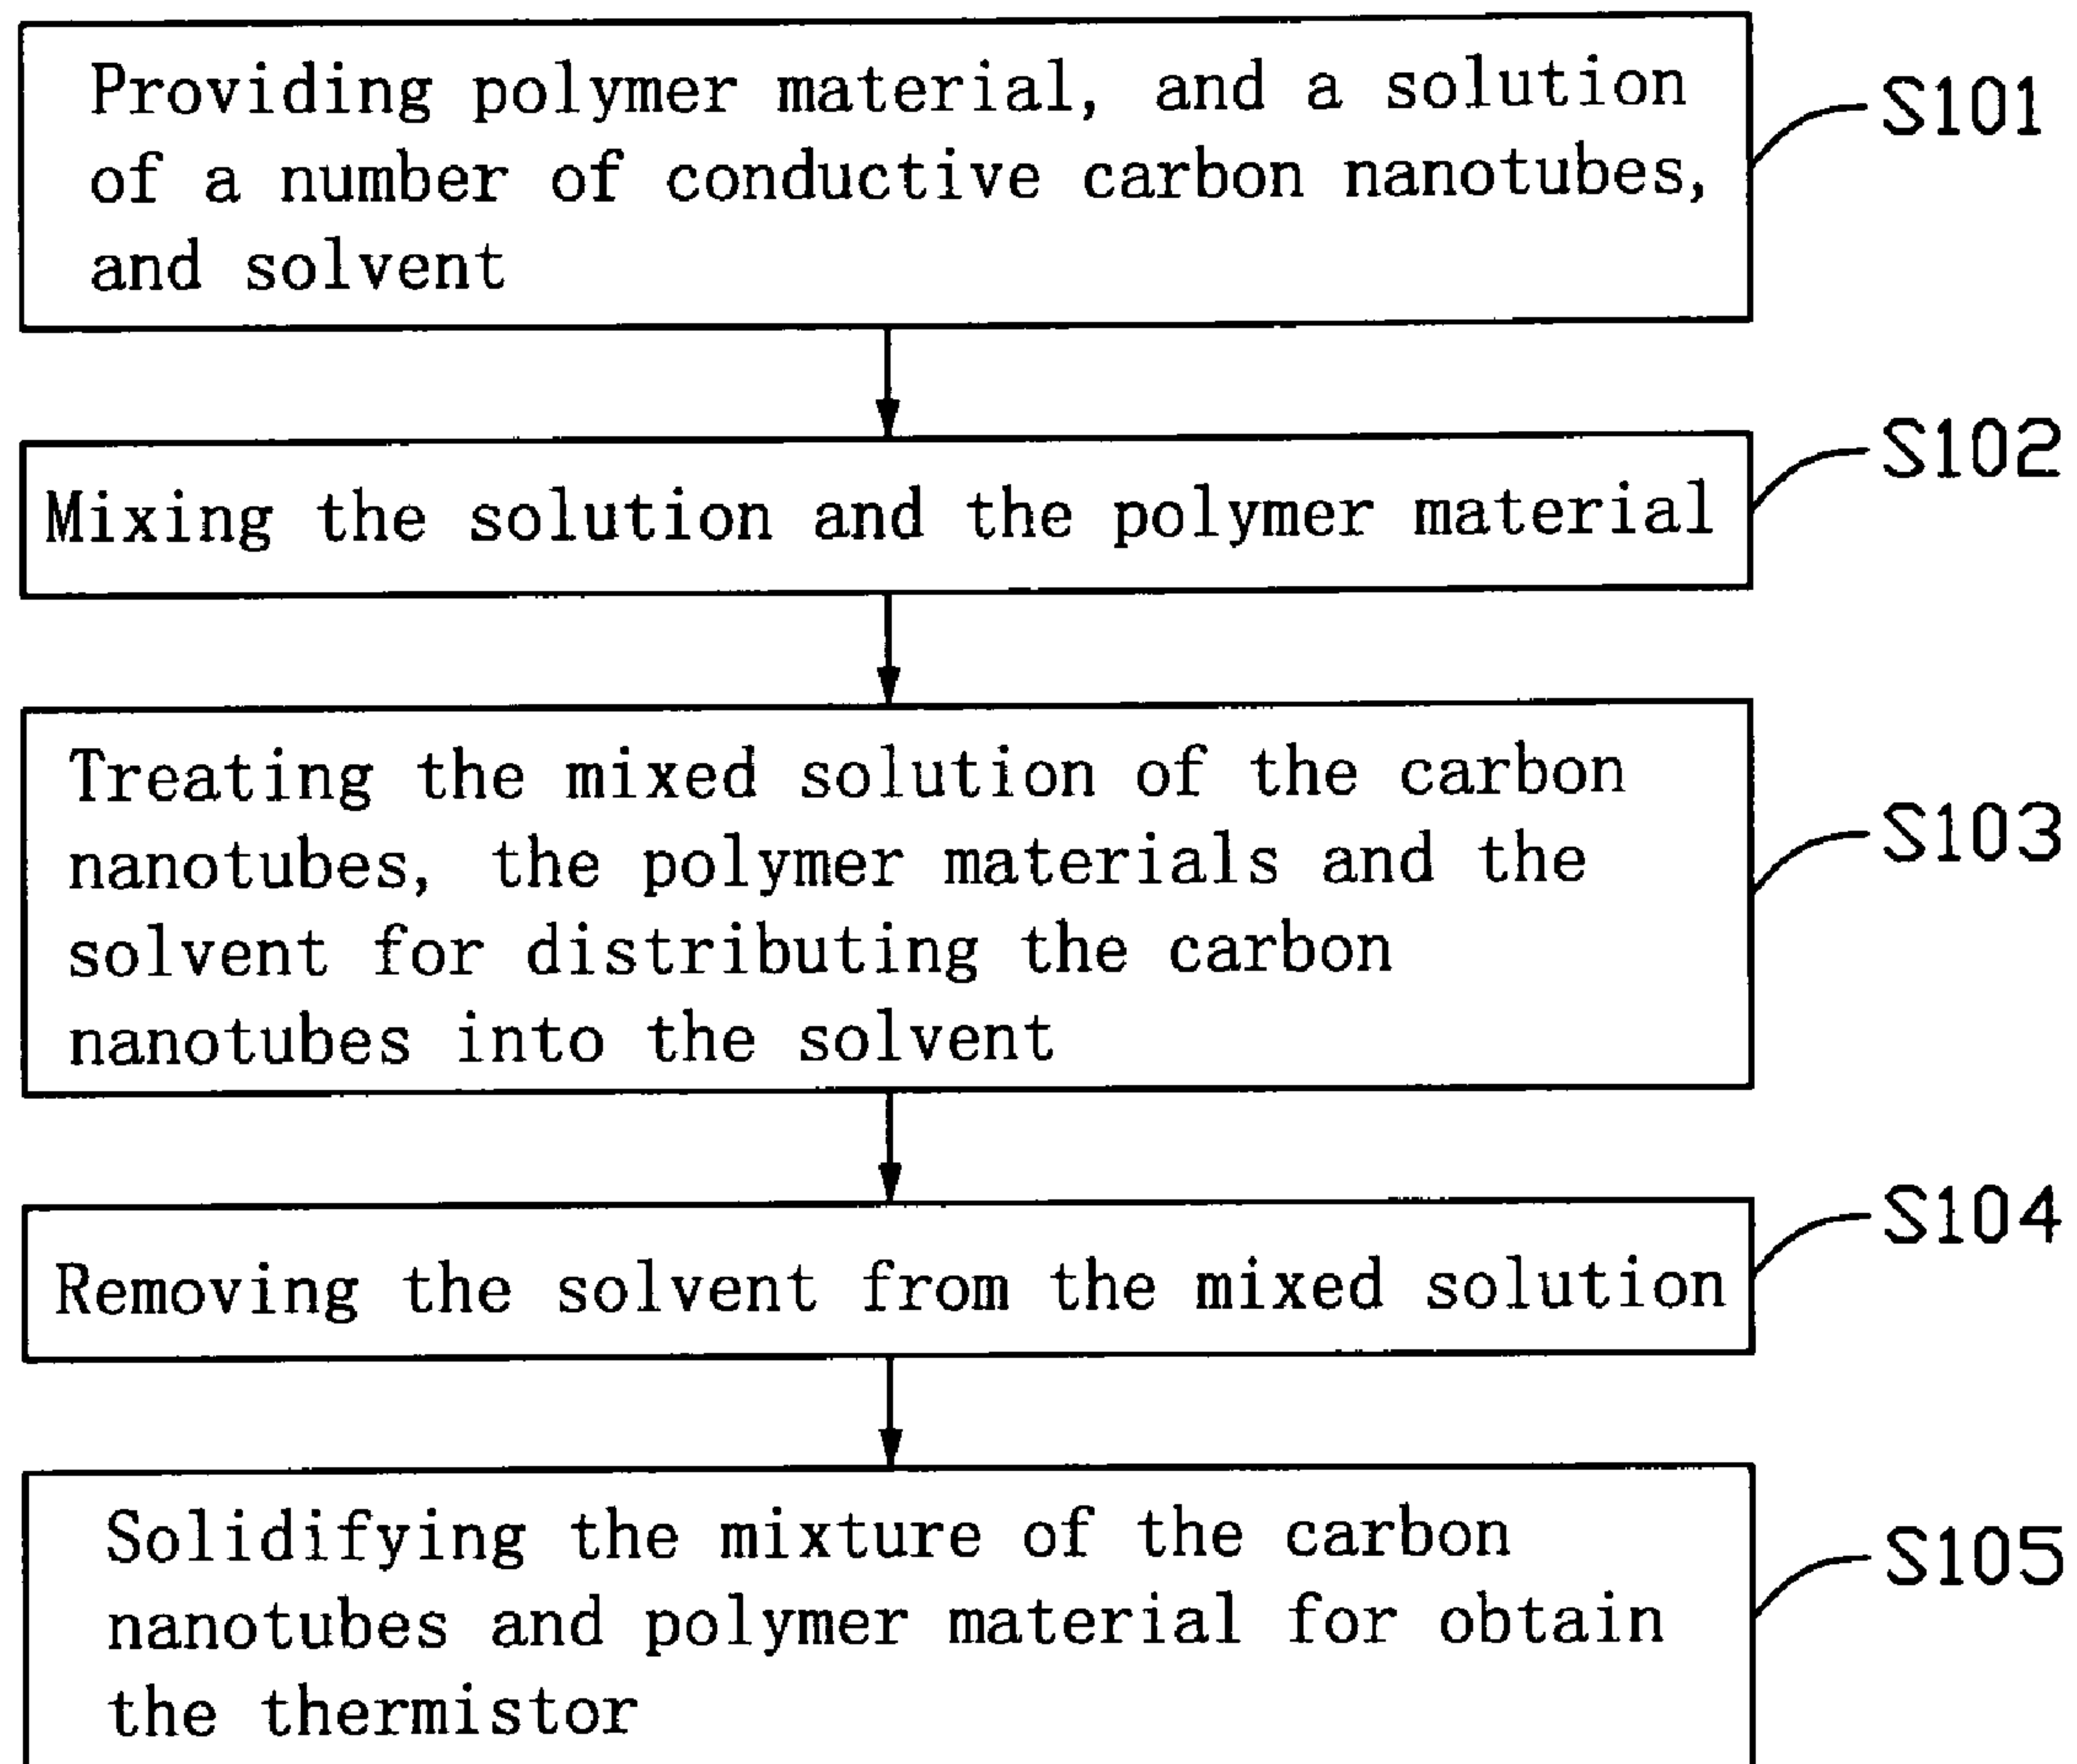 Providing polymer material, and a solution
of a number of conductive carbon nanotubes,
and solvent
S101
Mixing the solution and the polymer material
S102
Treating the mixed solution of the carbon
nanotubes, the polymer materials and the
solvent for distributing the carbon
nanotubes into the solvent
S103
Removing the solvent from the mixed solution
S104
Solidifying the mixture of the carbon
nanotubes and polymer material for obtain
the thermistor
S105